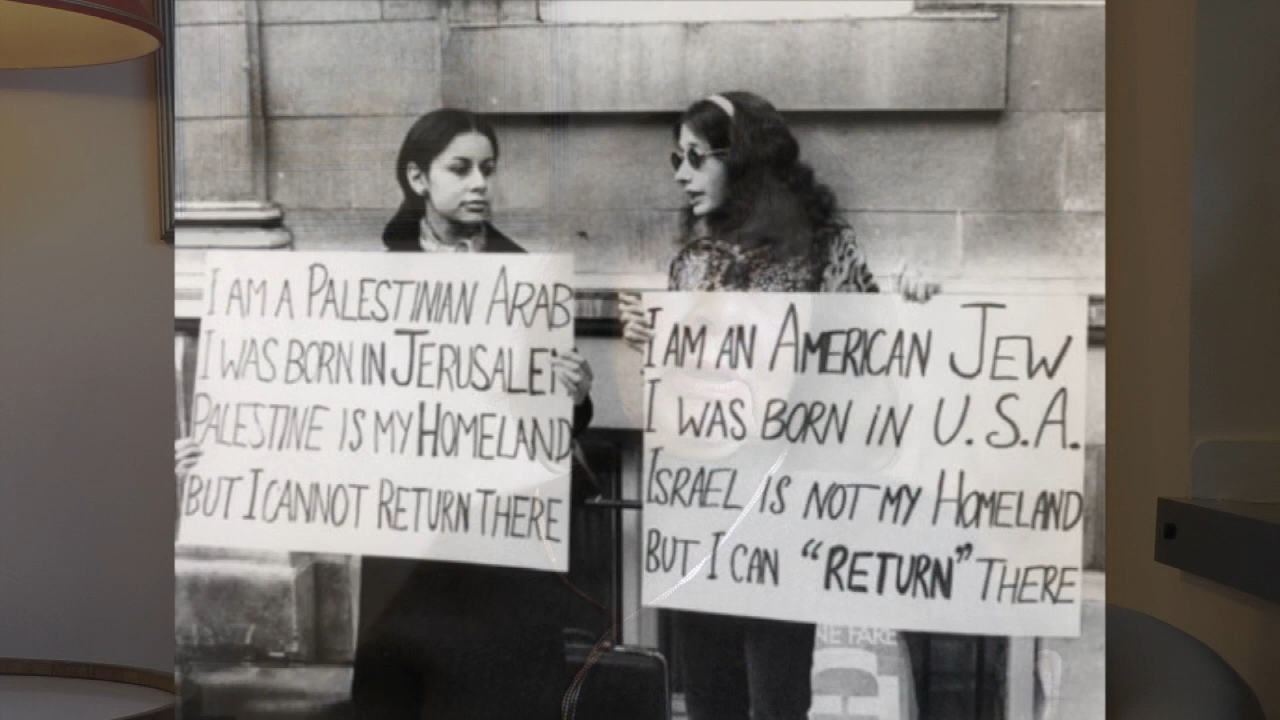 I AM A PALESTINIAN ARAB
I WAS BORN IN JERUSALE
PALESTINE IS MY HOMELAND
BUT I CANNOT RETURN THERE
I AM AN AMERICAN JEW
I WAS BORN IN U.S.A.
ISRAEL IS NOT MY HOMELAND
BUT I CAN “RETURN” THERE
FARE